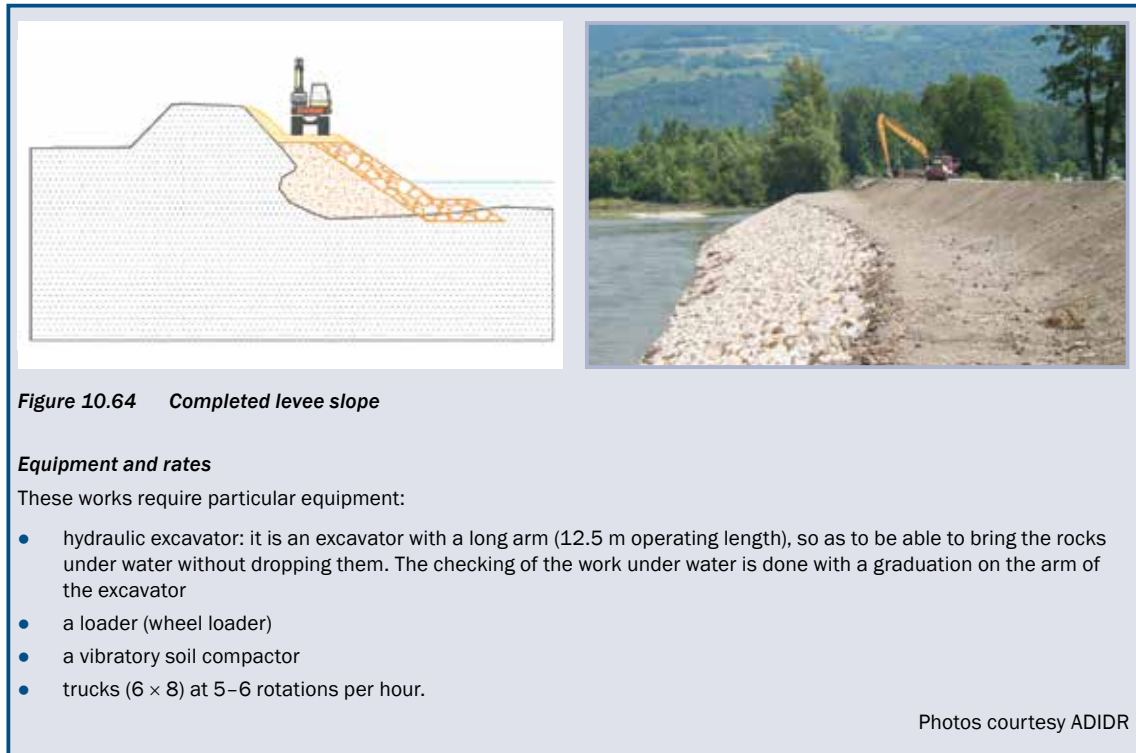 Figure 10.64 Completed levee slope
Equipment and rates
These works require particular equipment:
● hydraulic excavator: it is an excavator with a long arm (12.5 m operating length), so as to be able to bring the rocks
under water without dropping them. The checking of the work under water is done with a graduation on the arm of
the excavator
● a loader (wheel loader)
● a vibratory soil compactor
● trucks (6 × 8) at 5–6 rotations per hour.
Photos courtesy ADIDR